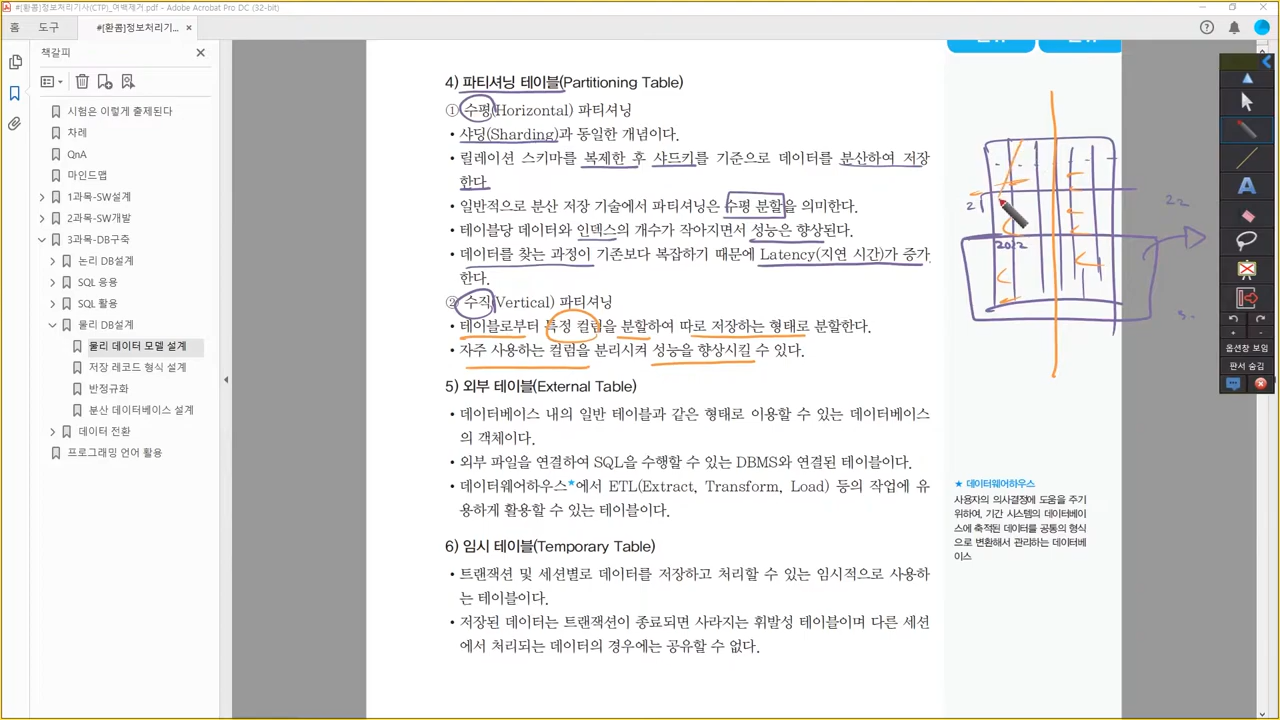 #[환콤]정보처리기사(CTP)_여백제거.pdf - Adobe Acrobat Pro DC (32-bit)
홈 도구 #[환콤]정보처리기... ×
책갈피
시험은 이렇게 출제된다
차례
QnA
마인드맵
1과목-SW설계
2과목-SW개발
3과목-DB구축
논리 DB설계
SQL 응용
SQL 활용
물리 DB설계
물리 데이터 모델 설계
저장 레코드 형식 설계
반정규화
분산 데이터베이스 설계
데이터 전환
프로그래밍 언어 활용
4) 파티셔닝 테이블(Partitioning Table)
① 수평(Horizontal) 파티셔닝
• 샤딩(Sharding)과 동일한 개념이다.
• 릴레이션 스키마를 복제한 후 샤드키를 기준으로 데이터를 분산하여 저장
한다.
• 일반적으로 분산 저장 기술에서 파티셔닝은 수평 분할을 의미한다.
• 테이블당 데이터와 인덱스의 개수가 작아지면서 성능은 향상된다.
• 데이터를 찾는 과정이 기존보다 복잡하기 때문에 Latency(지연 시간)가 증가
한다.
② 수직(Vertical) 파티셔닝
• 테이블로부터 특정 컬럼을 분할하여 따로 저장하는 형태로 분할한다.
• 자주 사용하는 컬럼을 분리시켜 성능을 향상시킬 수 있다.
5) 외부 테이블(External Table)
• 데이터베이스 내의 일반 테이블과 같은 형태로 이용할 수 있는 데이터베이스
의 객체이다.
• 외부 파일을 연결하여 SQL을 수행할 수 있는 DBMS와 연결된 테이블이다.
• 데이터웨어하우스★에서 ETL(Extract, Transform, Load) 등의 작업에 유
용하게 활용할 수 있는 테이블이다.
6) 임시 테이블(Temporary Table)
• 트랜잭션 및 세션별로 데이터를 저장하고 처리할 수 있는 임시적으로 사용하
는 테이블이다.
• 저장된 데이터는 트랜잭션이 종료되면 사라지는 휘발성 테이블이며 다른 세션
에서 처리되는 데이터의 경우에는 공유할 수 없다.
21
2022
22
★ 데이터웨어하우스
사용자의 의사결정에 도움을 주기
위하여, 기간 시스템의 데이터베이
스에 축적된 데이터를 공통의 형식
으로 변환해서 관리하는 데이터베
이스
옵션창 보임
판서 숨김